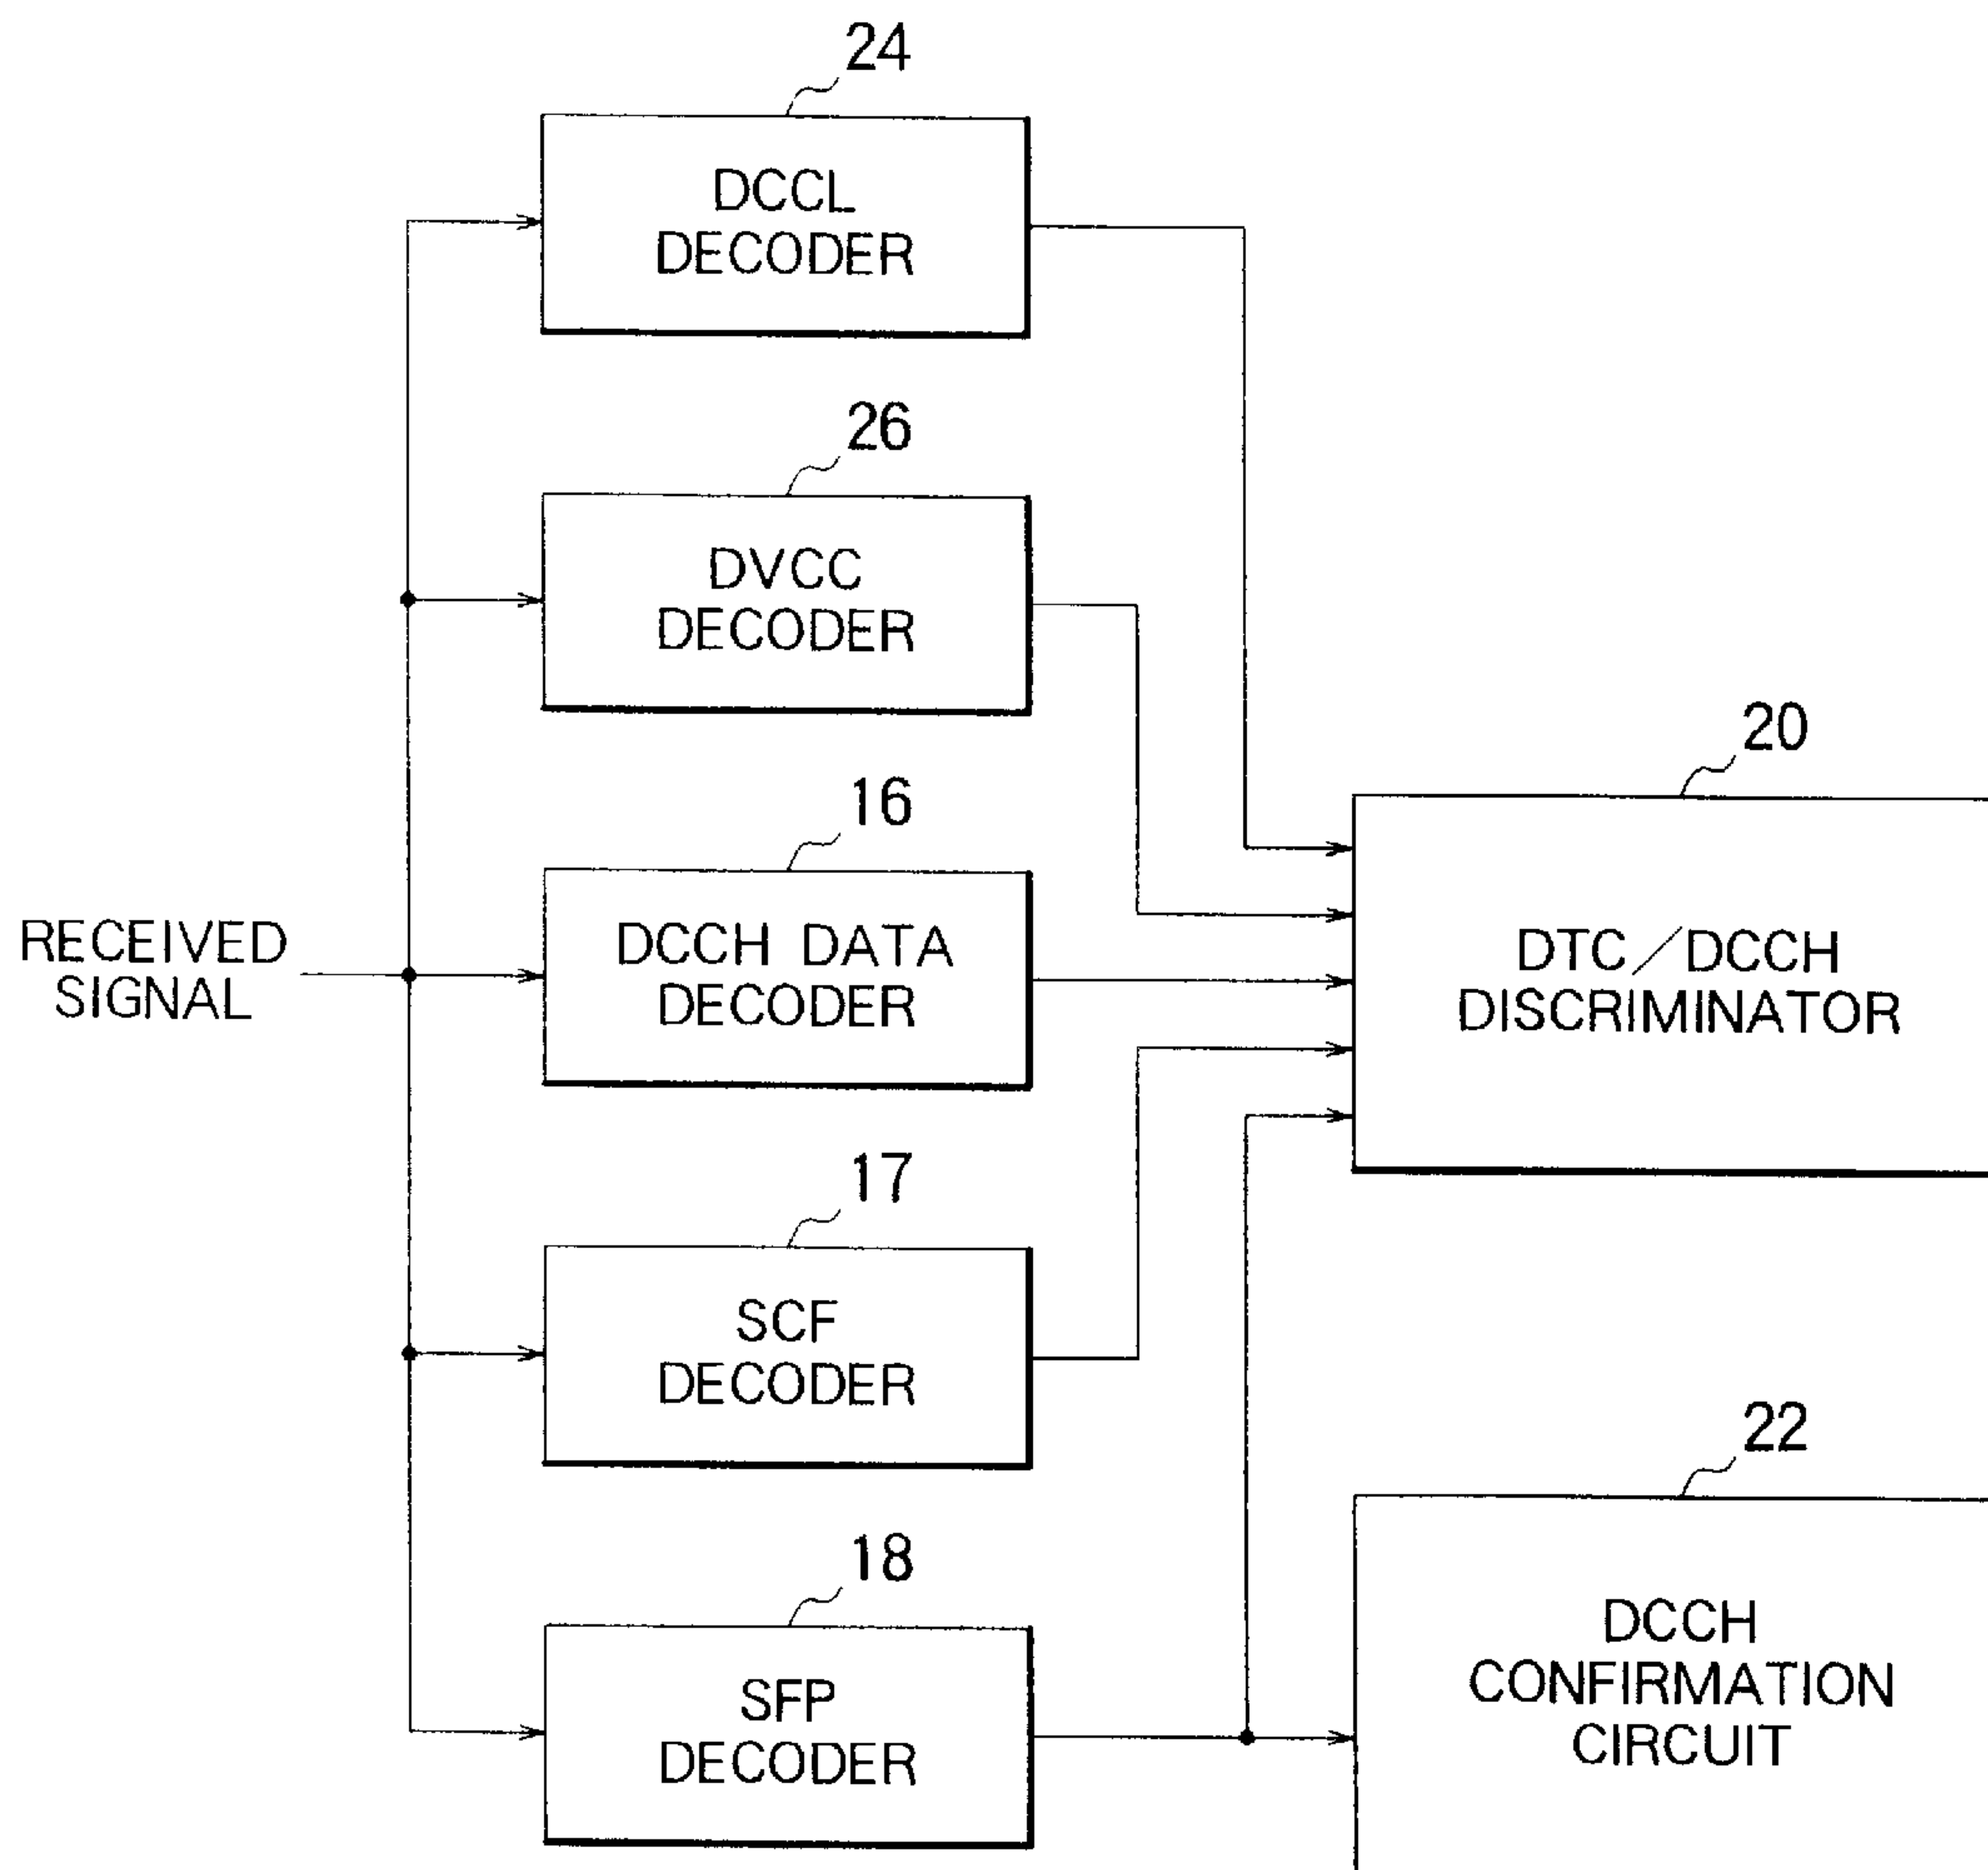 24
DCCL
DECODER
26
DVCC
DECODER
16
DCCH DATA
DECODER
RECEIVED
SIGNAL
20
DTC/DCCH
DISCRIMINATOR
17
SCF
DECODER
22
DCCH
CONFIRMATION
CIRCUIT
18
SFP
DECODER